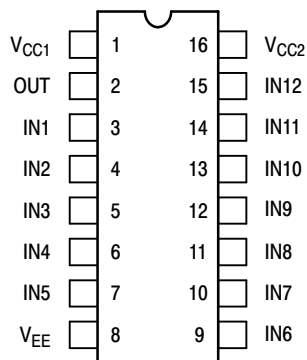 VCC1 1 16 VCC2
OUT 2 15 IN12
IN1 3 14 IN11
IN2 4 13 IN10
IN3 5 12 IN9
IN4 6 11 IN8
IN5 7 10 IN7
VEE 8 9 IN6